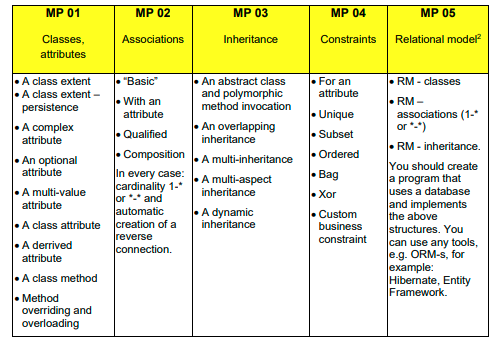 MP 01
Classes,
attributes
• A class extent
• A class extent –
persistence
• A complex
attribute
• An optional
attribute
• A multi-value
attribute
• A class attribute
• A derrived
attribute
• A class method
• Method
overriding and
overloading
MP 02
Associations
• “Basic”
• With an
attribute
• Qualified
• Composition
In every case:
cardinality 1-*
or *-* and
automatic
creation of a
reverse
connection.
MP 03
Inheritance
• An abstract class
and polymorphic
method invocation
• An overlapping
inheritance
• A multi-inheritance
• A multi-aspect
inheritance
• A dynamic
inheritance
MP 04
Constraints
• For an
attribute
• Unique
• Subset
• Ordered
• Bag
• Xor
• Custom
business
constraint
MP 05
Relational model²
• RM - classes
• RM –
associations (1-*
or *-*)
• RM - inheritance.
You should create
a program that
uses a database
and implements
the above
structures. You
can use any tools,
e.g. ORM-s, for
example:
Hibernate, Entity
Framework.